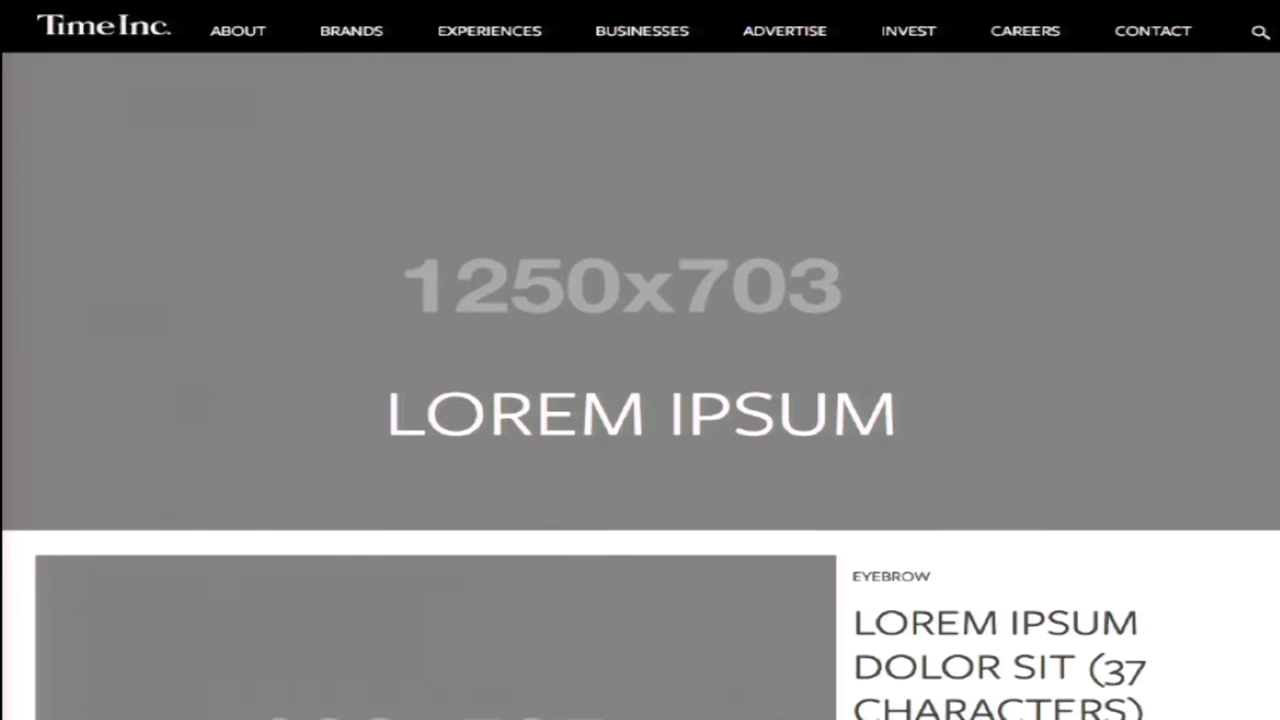 Time Inc.
ABOUT BRANDS EXPERIENCES BUSINESSES ADVERTISE INVEST CAREERS CONTACT
1250x703
LOREM IPSUM
EYEBROW
LOREM IPSUM
DOLOR SIT (37
CHARACTERS)